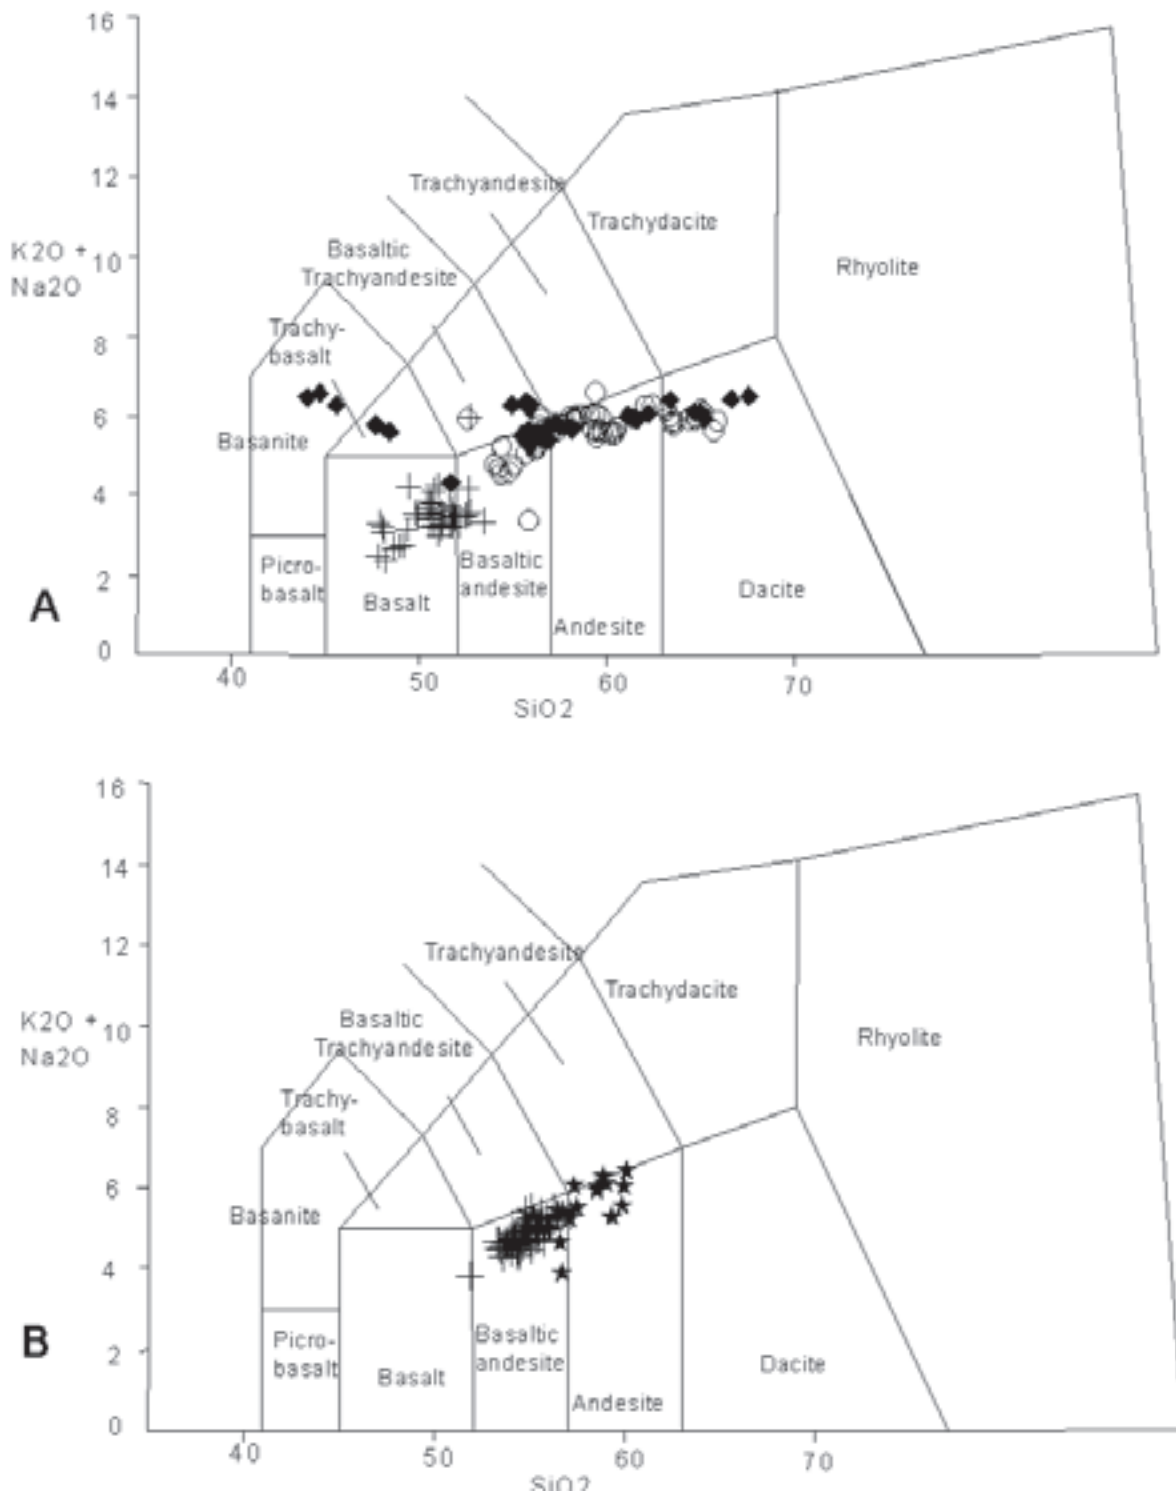 16
14
12
K2O +
Na2O
10
8
6
4
2
0
Trachyandesite
Trachydacite
Basaltic
Trachyandesite
Rhyolite
Trachy-
basalt
Basanite
Picro-
basalt
Basalt
Basaltic
andesite
Andesite
Dacite
A
40
50
60
70
SiO2
16
14
12
K2O +
Na2O
10
8
6
4
2
0
Trachyandesite
Trachydacite
Basaltic
Trachyandesite
Rhyolite
Trachy-
basalt
Basanite
Picro-
basalt
Basalt
Basaltic
andesite
Andesite
Dacite
B
40
50
60
70
SiO2